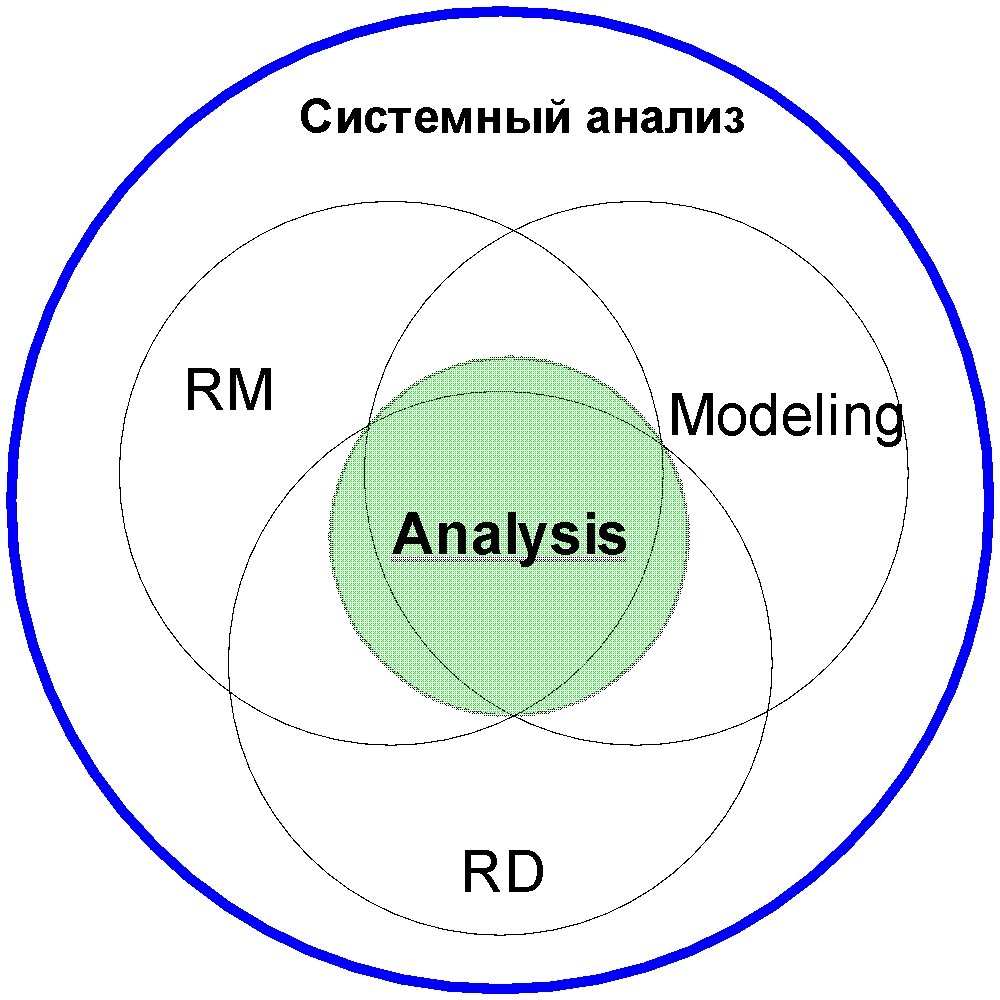 Системный анализ
RM
Modeling
Analysis
RD